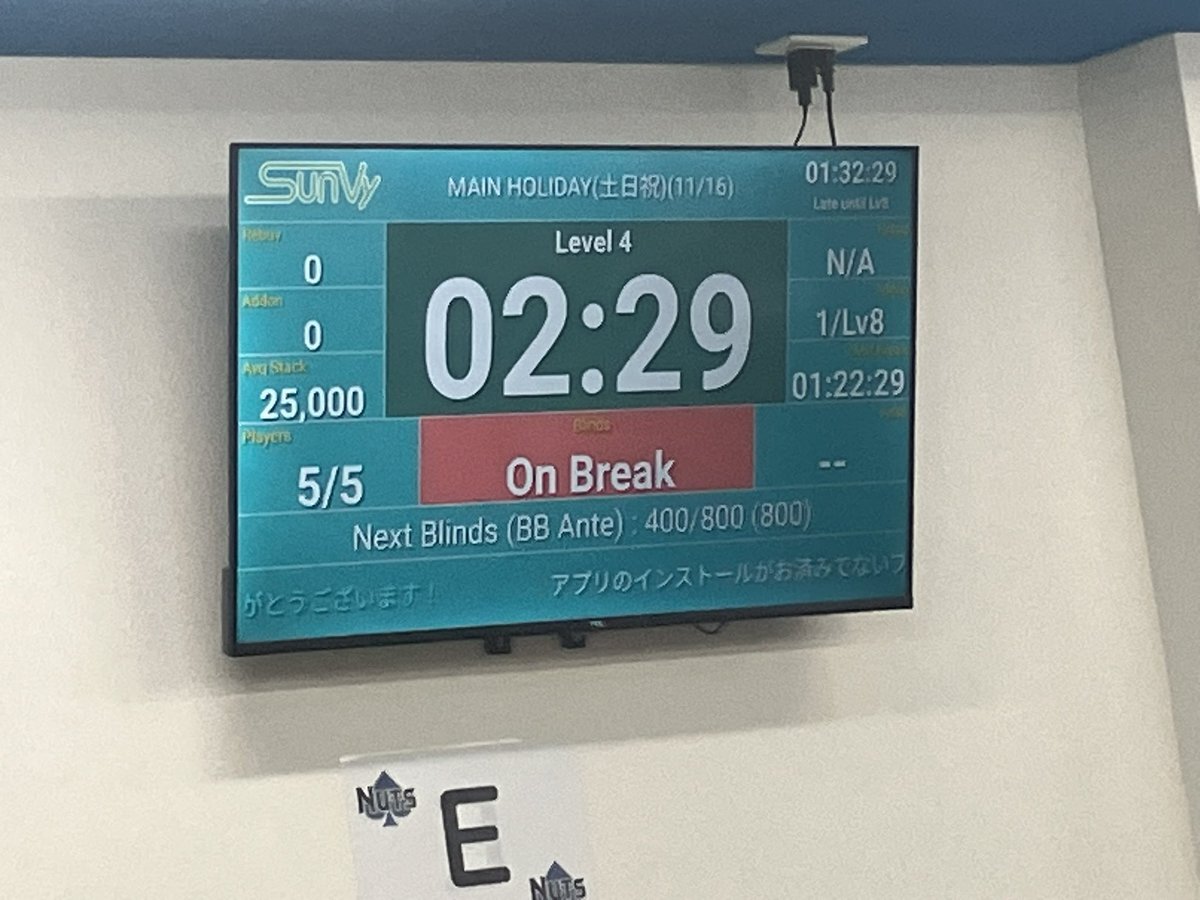 SunVy
MAIN HOLIDAY(土日祝)(11/16)
01:32:29
Late until Lv8
Rebuy
0
Addon
0
Avg Stack
25,000
Players
5/5
Level 4
02:29
Blinds
On Break
N/A
1/Lv8
01:22:29
--
Next Blinds (BB Ante) : 400/800 (800)
がとうございます！
アプリのインストールがお済みでない
NUTS
E
NUTS